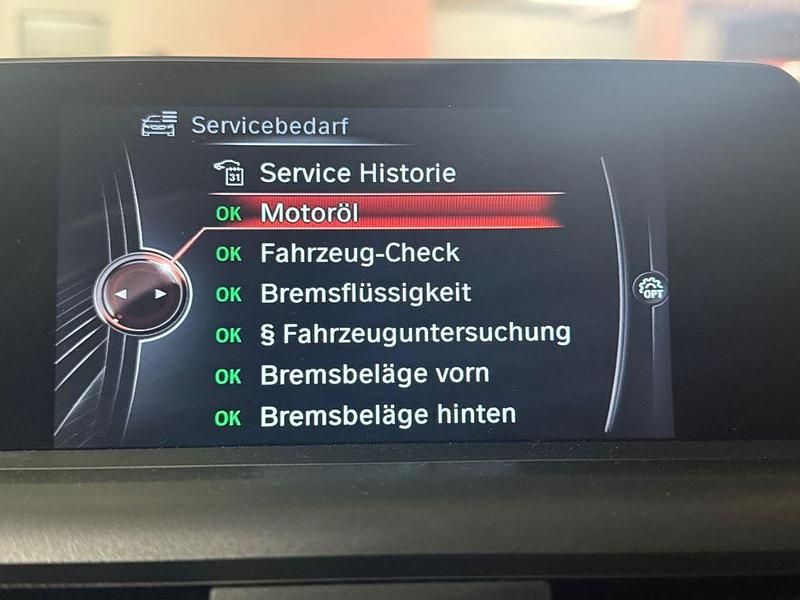 Servicebedarf
31 Service Historie
OK Motoröl
OK Fahrzeug-Check
OK Bremsflüssigkeit
OPT
OK § Fahrzeuguntersuchung
OK Bremsbeläge vorn
OK Bremsbeläge hinten